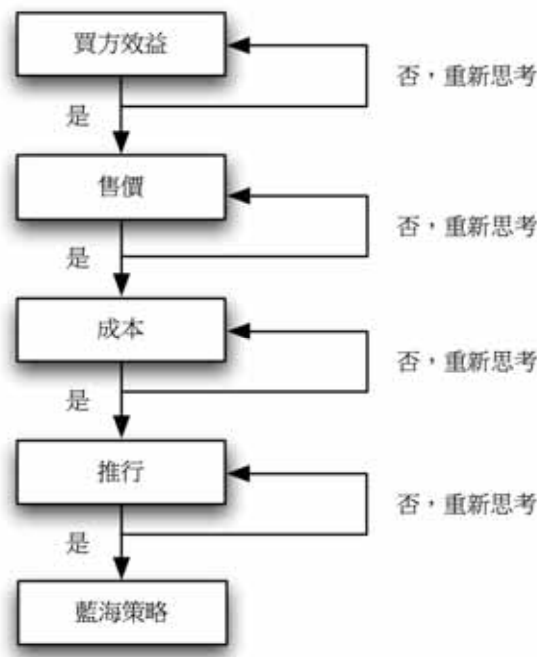 買方效益
否，重新思考
是
售價
否，重新思考
是
成本
否，重新思考
是
推行
否，重新思考
是
藍海策略